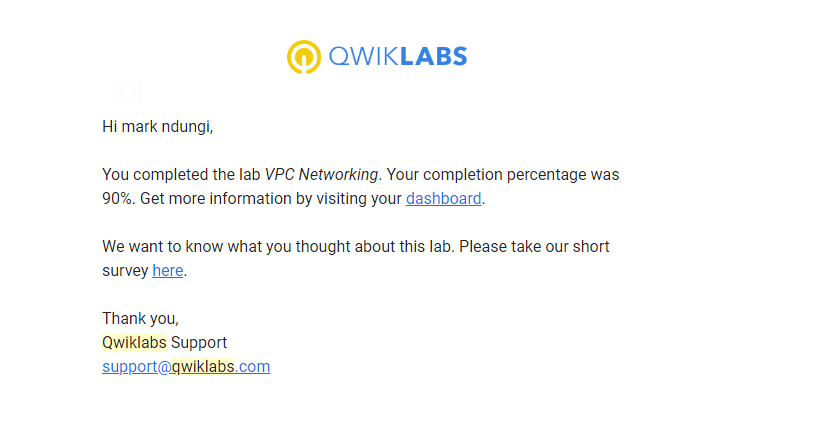 QWIKLABS
Hi mark ndungi,
You completed the lab VPC Networking. Your completion percentage was
90%. Get more information by visiting your dashboard.
We want to know what you thought about this lab. Please take our short
survey here.
Thank you,
Qwiklabs Support
support@qwiklabs.com